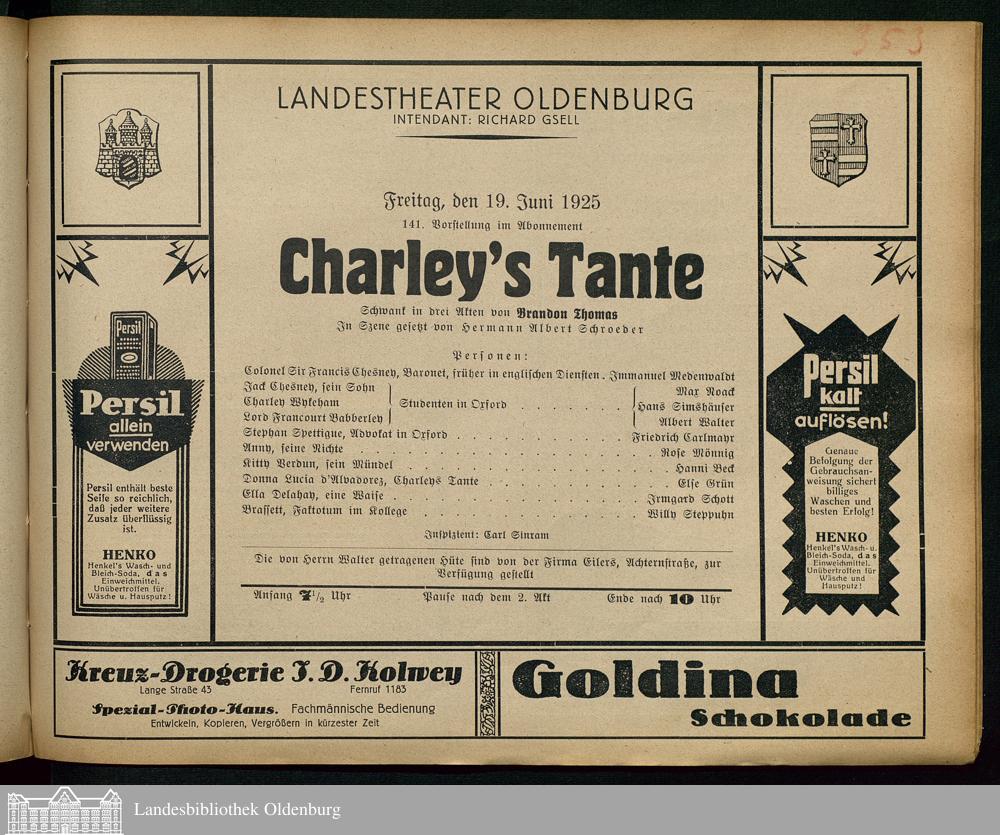 353
LANDESTHEATER OLDENBURG
INTENDANT: RICHARD GSELL
Freitag, den 19. Juni 1925
141. Vorstellung im Abonnement
Charley's Tante
Schwank in drei Akten von Brandon Thomas
In Szene gesetzt von Hermann Albert Schroeder
Personen:
Colonel Sir Francis Chesney, Baronet, früher in englischen Diensten . Immanuel Medenwaldt
Jack Chesney, sein Sohn
Charley Wykeham
Lord Francourt Babberley
Studenten in Oxford . . . . . . . .
Max Noack
Hans Simshäuser
Albert Walter
Stephan Spettigue, Advokat in Oxford . . . . . . . . . . Friedrich Carlmayr
Anny, seine Nichte . . . . . . . . . . . . . . . . Rose Mönnig
Kitty Verdun, sein Mündel . . . . . . . . . . . . . . Hanni Beck
Donna Lucia d'Alvadorez, Charleys Tante . . . . . . . . . . Else Grün
Ella Delahay, eine Waise . . . . . . . . . . . . . . Irmgard Schott
Brassett, Faktotum im Kollege . . . . . . . . . . . . . Willy Steppuhn
Inspizient: Carl Sinram
Die von Herrn Walter getragenen Hüte sind von der Firma Eilers, Achternstraße, zur
Verfügung gestellt
Anfang 7 1/2 Uhr Pause nach dem 2. Akt Ende nach 10 Uhr
Persil
Persil
allein
verwenden
Persil enthält beste
Seife so reichlich,
daß jeder weitere
Zusatz überflüssig
ist.
HENKO
Henkel's Wasch- und
Bleich-Soda, das
Einweichmittel.
Unübertroffen für
Wäsche u. Hausputz!
Persil
kalt
auflösen!
Genaue
Befolgung der
Gebrauchsan-
weisung sichert
billiges
Waschen und
besten Erfolg!
HENKO
Henkel's Wasch- u.
Bleich-Soda, das
Einweichmittel.
Unübertroffen für
Wäsche und
Hausputz!
Kreuz-Drogerie J. D. Kolwey
Lange Straße 43 Fernruf 1183
Spezial-Photo-Haus. Fachmännische Bedienung
Entwickeln, Kopieren, Vergrößern in kürzester Zeit
Goldina
Schokolade
Landesbibliothek Oldenburg